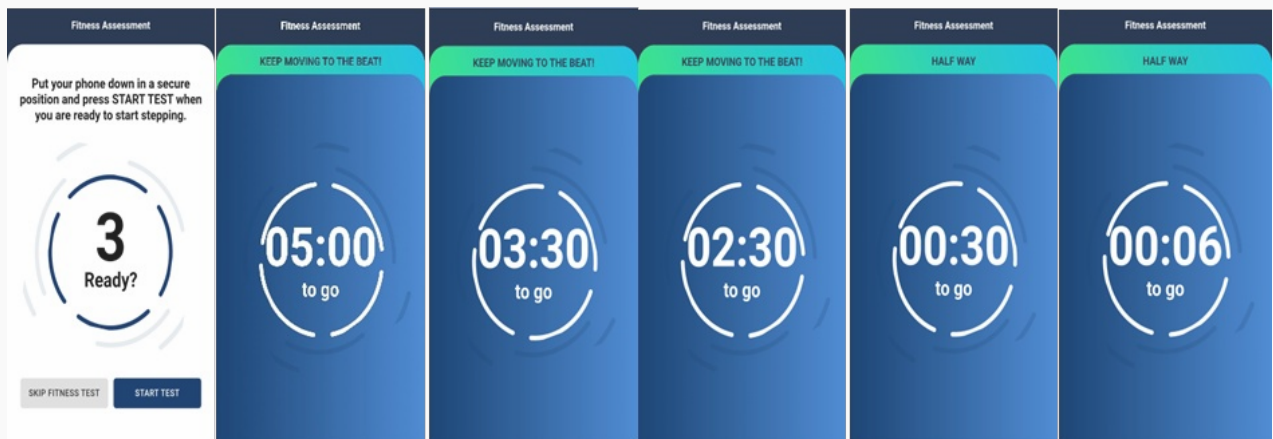 Fitness Assessment
Put your phone down in a secure
position and press START TEST when
you are ready to start stepping.
3
Ready?
SKIP FITNESS TEST
START TEST
Fitness Assessment
KEEP MOVING TO THE BEAT!
05:00
to go
Fitness Assessment
KEEP MOVING TO THE BEAT!
03:30
to go
Fitness Assessment
KEEP MOVING TO THE BEAT!
02:30
to go
Fitness Assessment
HALF WAY
00:30
to go
Fitness Assessment
HALF WAY
00:06
to go